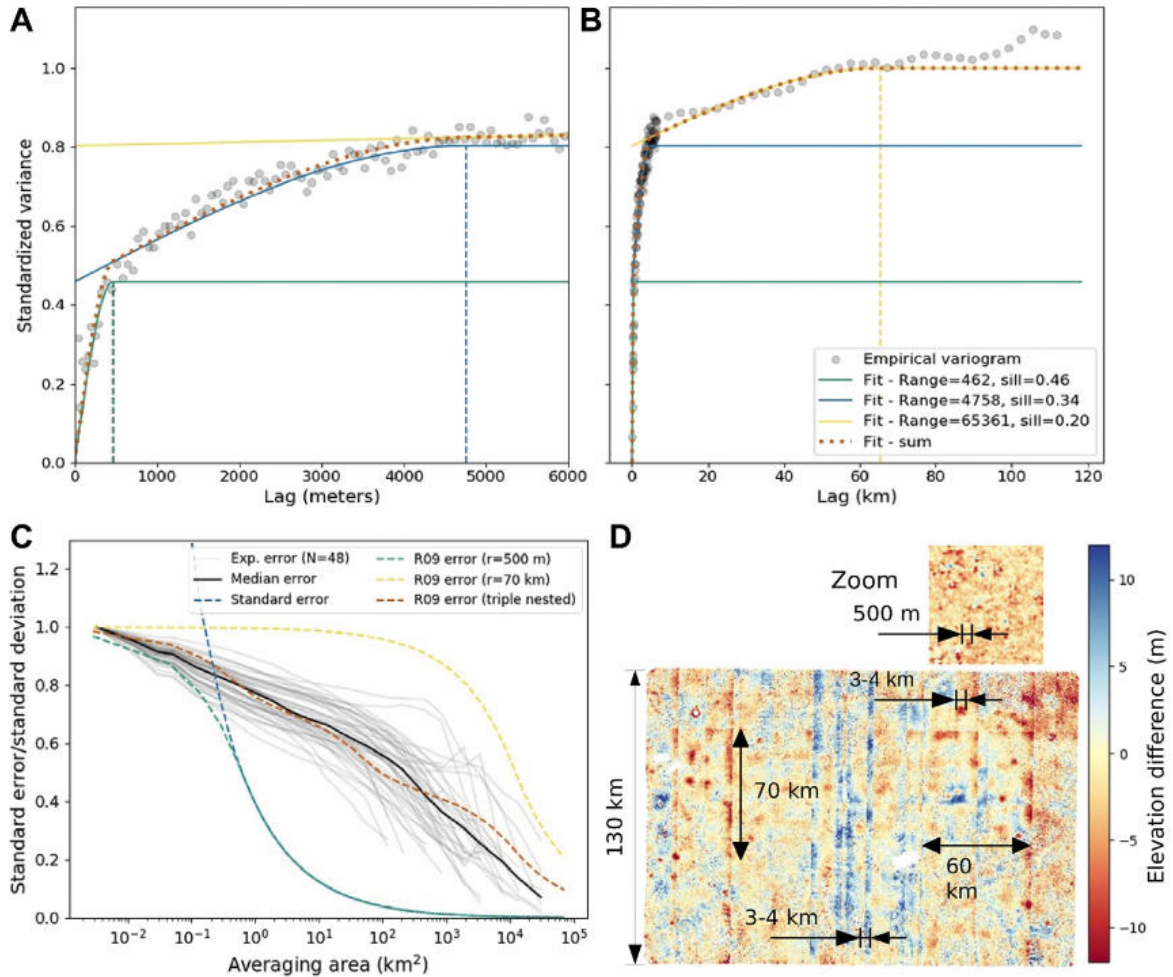 A
B
1.0
0.8
0.6
0.4
0.2
0.0
Standardized variance
0
1000
2000
3000
4000
5000
6000
Lag (meters)
0
20
40
60
80
100
120
Lag (km)
Empirical variogram
Fit - Range=462, sill=0.46
Fit - Range=4758, sill=0.34
Fit - Range=65361, sill=0.20
Fit - sum
C
1.2
1.0
0.8
0.6
0.4
0.2
0.0
Standard error/standard deviation
Exp. error (N=48)
Median error
Standard error
R09 error (r=500 m)
R09 error (r=70 km)
R09 error (triple nested)
10⁻²
10⁻¹
10⁰
10¹
10²
10³
10⁴
10⁵
Averaging area (km²)
D
Zoom
500 m
3-4 km
130 km
70 km
60
km
3-4 km
10
5
0
−5
−10
Elevation difference (m)